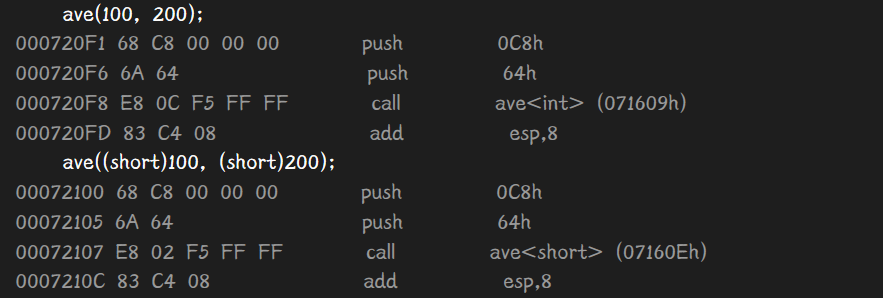 ave(100, 200);
000720F1 68 C8 00 00 00 push 0C8h
000720F6 6A 64 push 64h
000720F8 E8 0C F5 FF FF call ave<int> (071609h)
000720FD 83 C4 08 add esp,8
ave((short)100, (short)200);
00072100 68 C8 00 00 00 push 0C8h
00072105 6A 64 push 64h
00072107 E8 02 F5 FF FF call ave<short> (07160Eh)
0007210C 83 C4 08 add esp,8